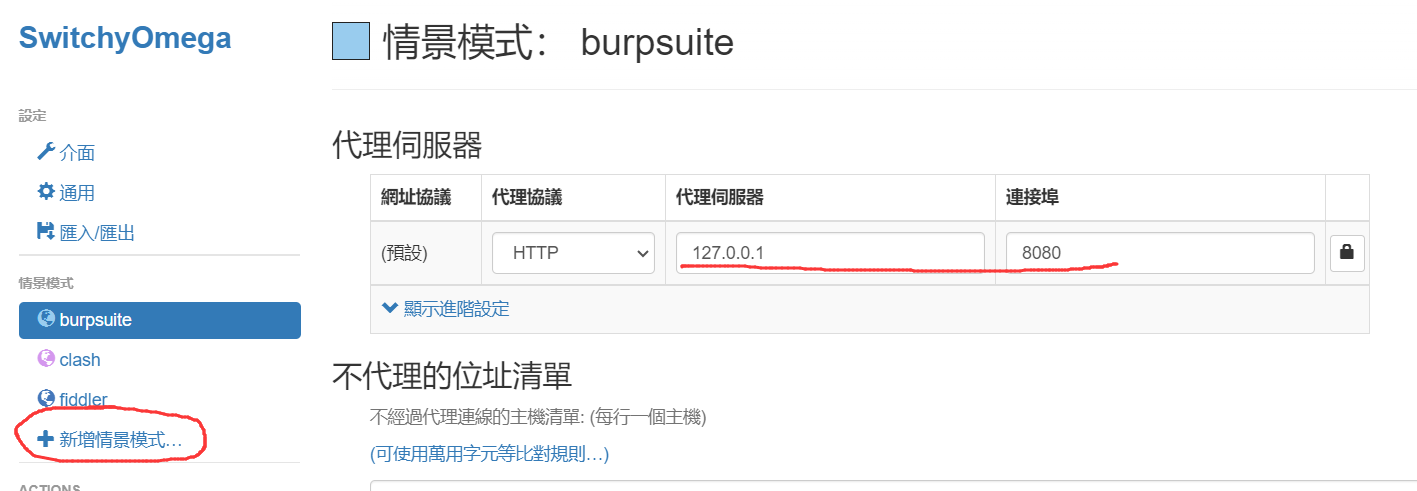 SwitchyOmega
設定
介面
通用
匯入/匯出
情景模式
burpsuite
clash
fiddler
新增情景模式…
ACTIONS
情景模式： burpsuite
代理伺服器
網址協議 代理協議 代理伺服器 連接埠
(預設) HTTP 127.0.0.1 8080
顯示進階設定
不代理的位址清單
不經過代理連線的主機清單: (每行一個主機)
(可使用萬用字元等比對規則…)